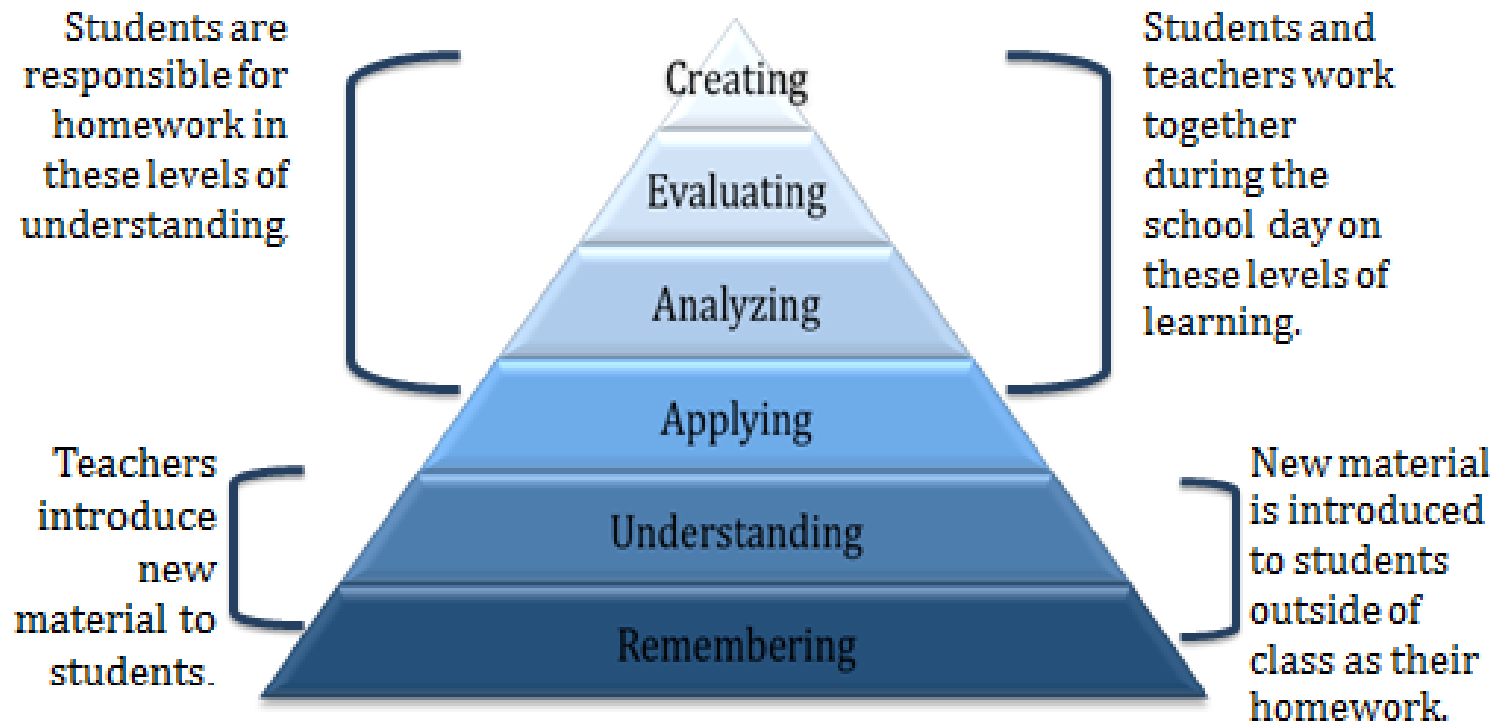 Students are
responsible for
homework in
these levels of
understanding
Teachers
introduce
new
material to
students.
Creating
Evaluating
Analyzing
Applying
Understanding
Remembering
Students and
teachers work
together
during the
school day on
these levels of
learning.
New material
is introduced
to students
outside of
class as their
homework.